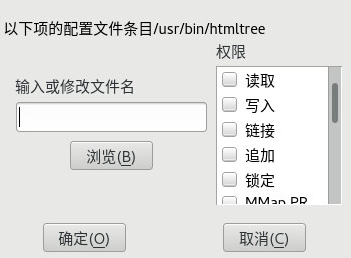 以下项的配置文件条目/usr/bin/htmltree
权限
输入或修改文件名
读取
写入
链接
追加
锁定
MMap PR
浏览(B)
确定(O)
取消(C)